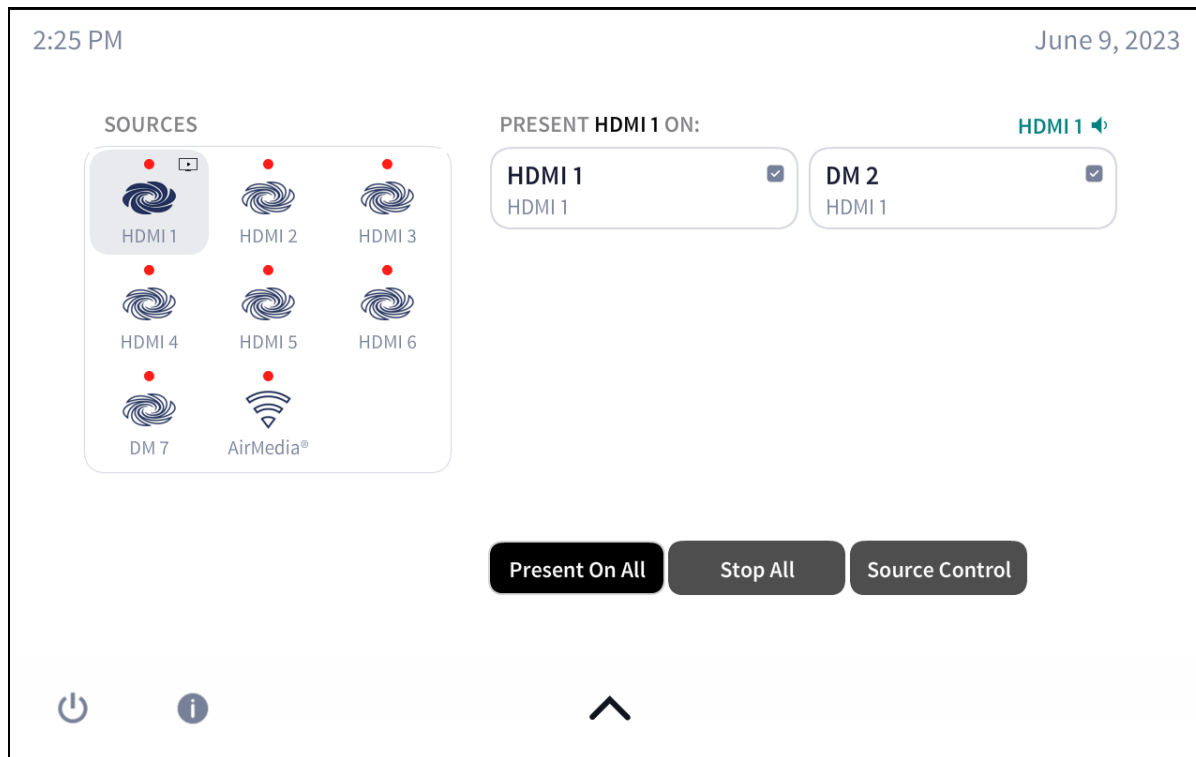 2:25 PM
June 9, 2023
SOURCES
HDMI 1
HDMI 2
HDMI 3
HDMI 4
HDMI 5
HDMI 6
DM 7
AirMedia®
PRESENT HDMI 1 ON:
HDMI 1
HDMI 1
HDMI 1
DM 2
HDMI 1
Present On All
Stop All
Source Control
i